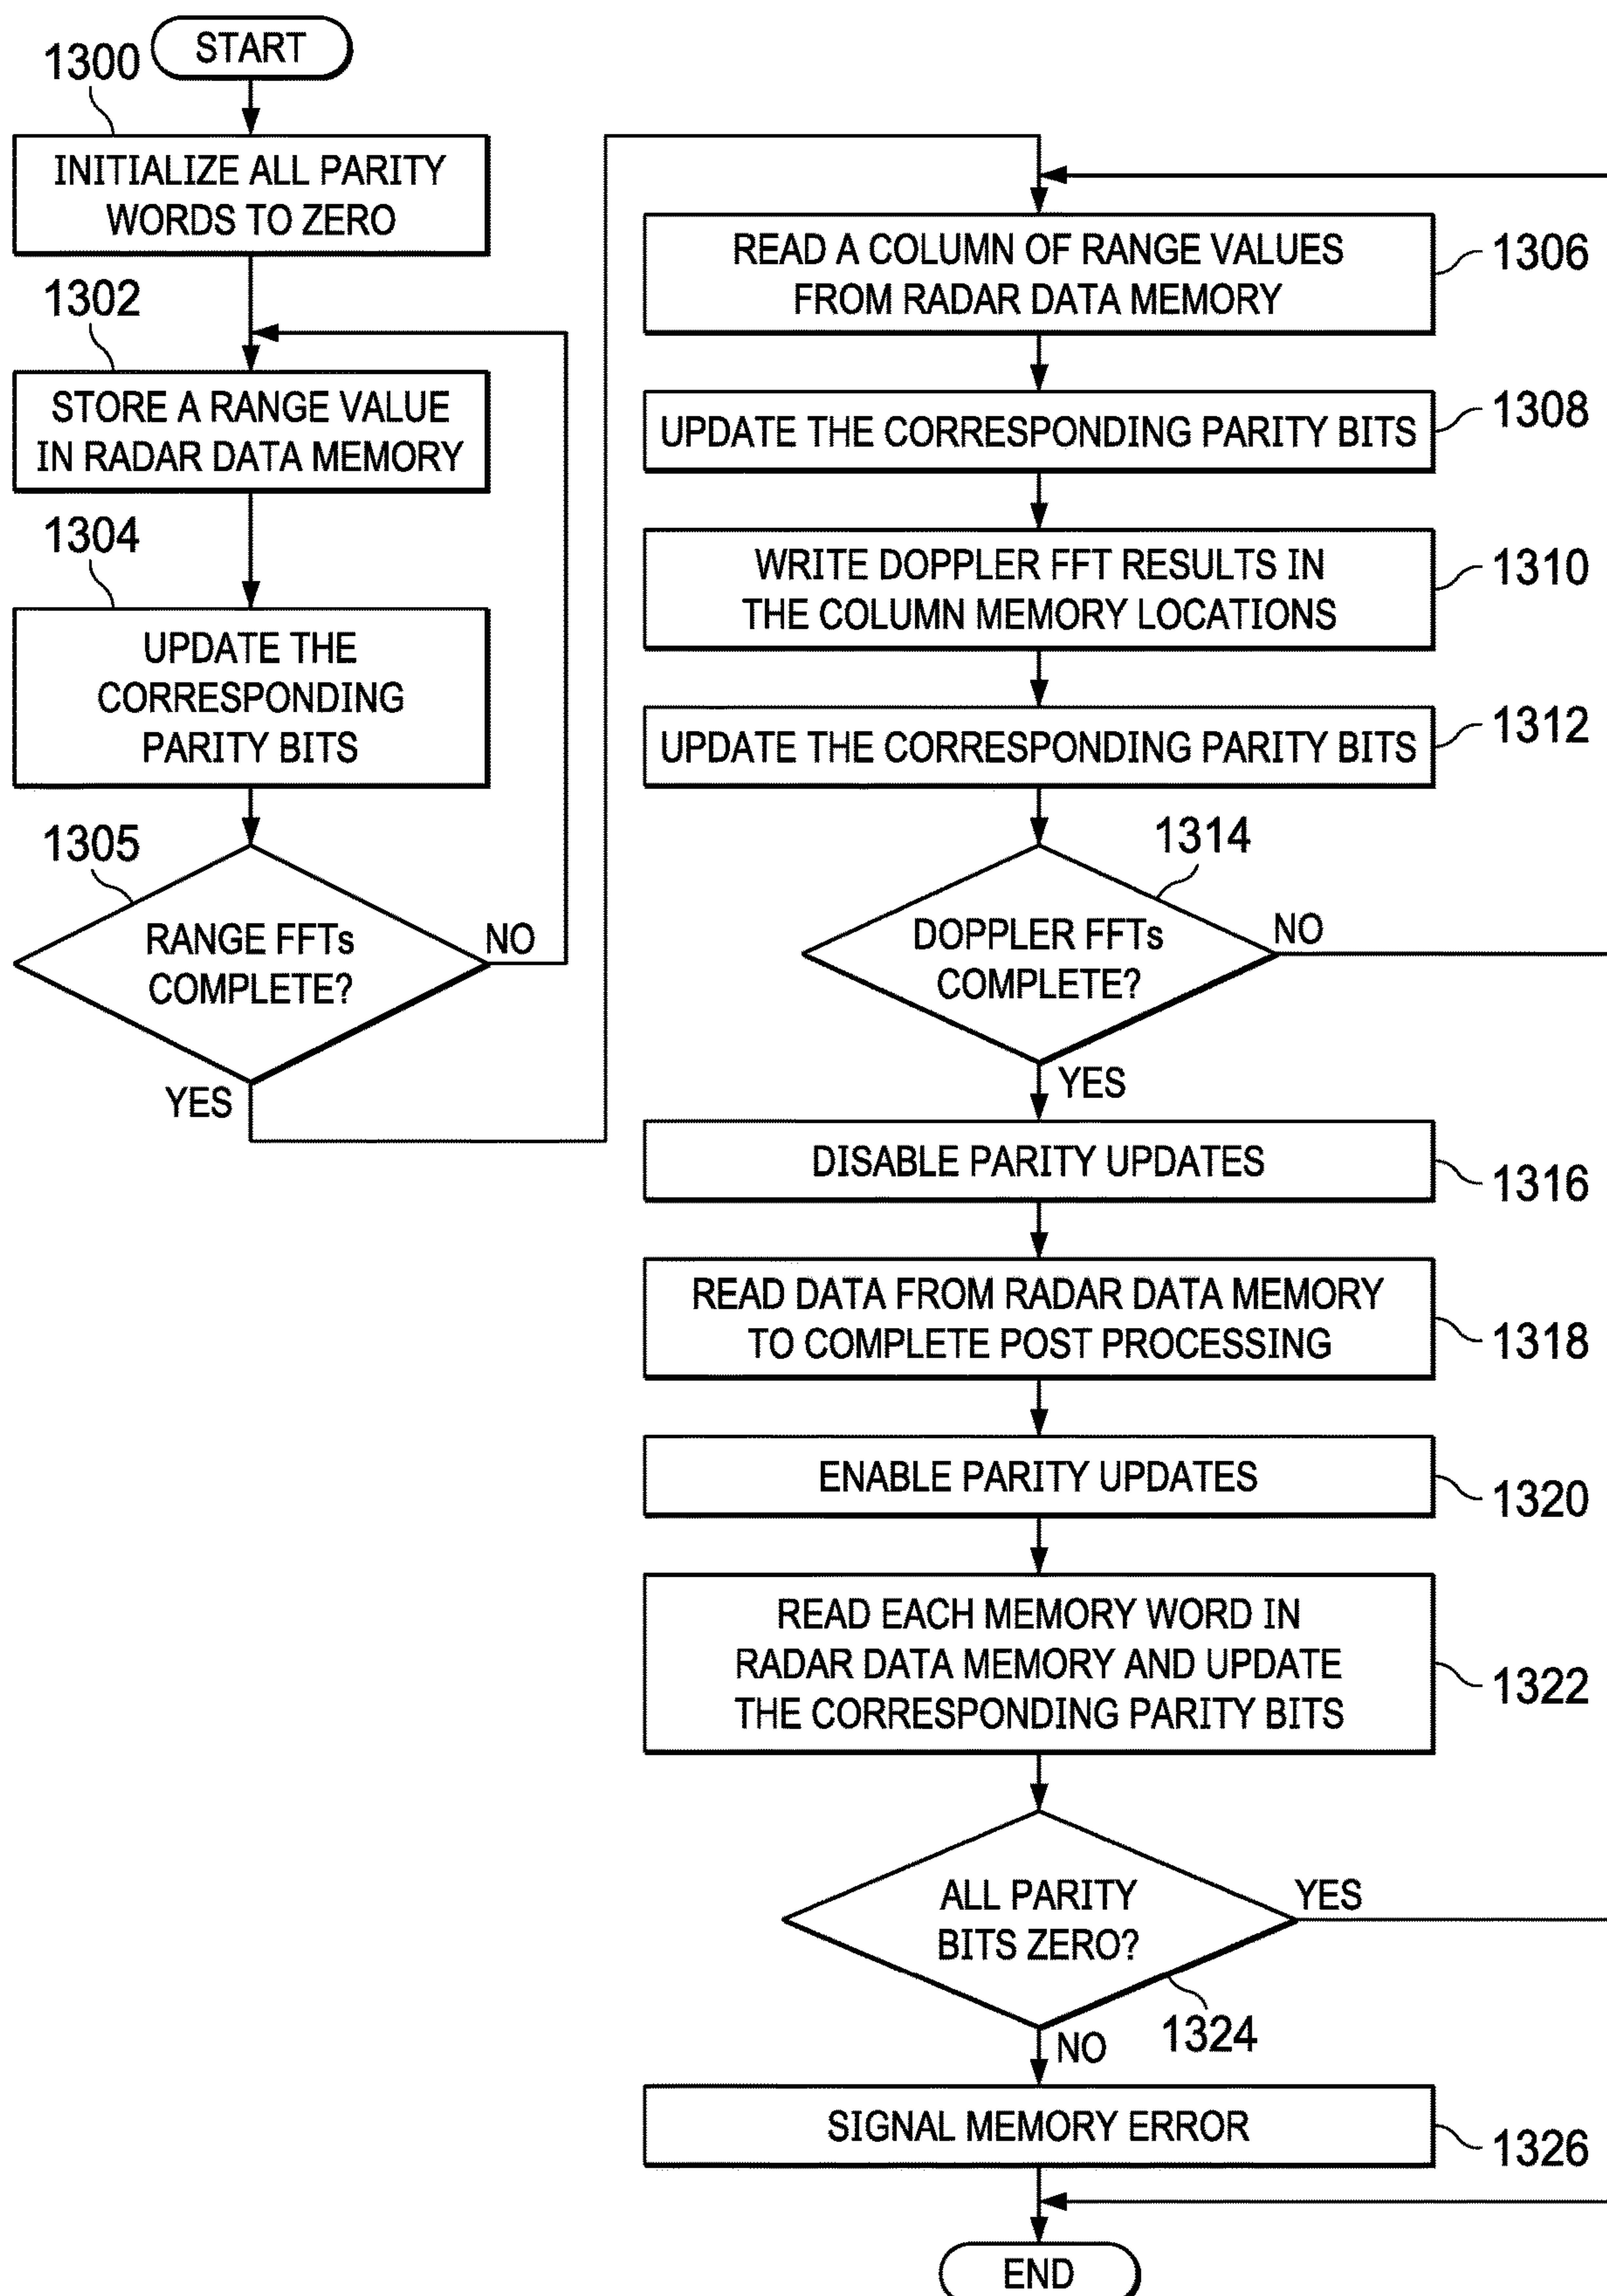 START
1300
INITIALIZE ALL PARITY
WORDS TO ZERO
1302
STORE A RANGE VALUE
IN RADAR DATA MEMORY
1304
UPDATE THE
CORRESPONDING
PARITY BITS
1305
RANGE FFTs
COMPLETE?
NO
YES
READ A COLUMN OF RANGE VALUES
FROM RADAR DATA MEMORY
1306
UPDATE THE CORRESPONDING PARITY BITS
1308
WRITE DOPPLER FFT RESULTS IN
THE COLUMN MEMORY LOCATIONS
1310
UPDATE THE CORRESPONDING PARITY BITS
1312
1314
DOPPLER FFTs
COMPLETE?
NO
YES
DISABLE PARITY UPDATES
1316
READ DATA FROM RADAR DATA MEMORY
TO COMPLETE POST PROCESSING
1318
ENABLE PARITY UPDATES
1320
READ EACH MEMORY WORD IN
RADAR DATA MEMORY AND UPDATE
THE CORRESPONDING PARITY BITS
1322
ALL PARITY
BITS ZERO?
YES
1324
NO
SIGNAL MEMORY ERROR
1326
END